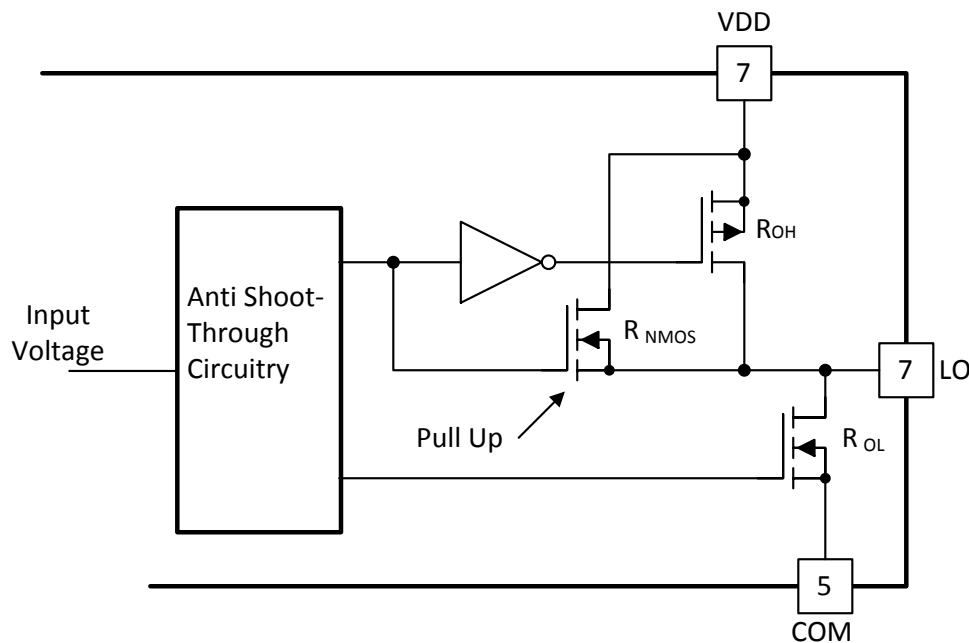 VDD
7
ROH
Anti Shoot-
Through
Circuitry
Input
Voltage
R NMOS
7
LO
Pull Up
R OL
5
COM